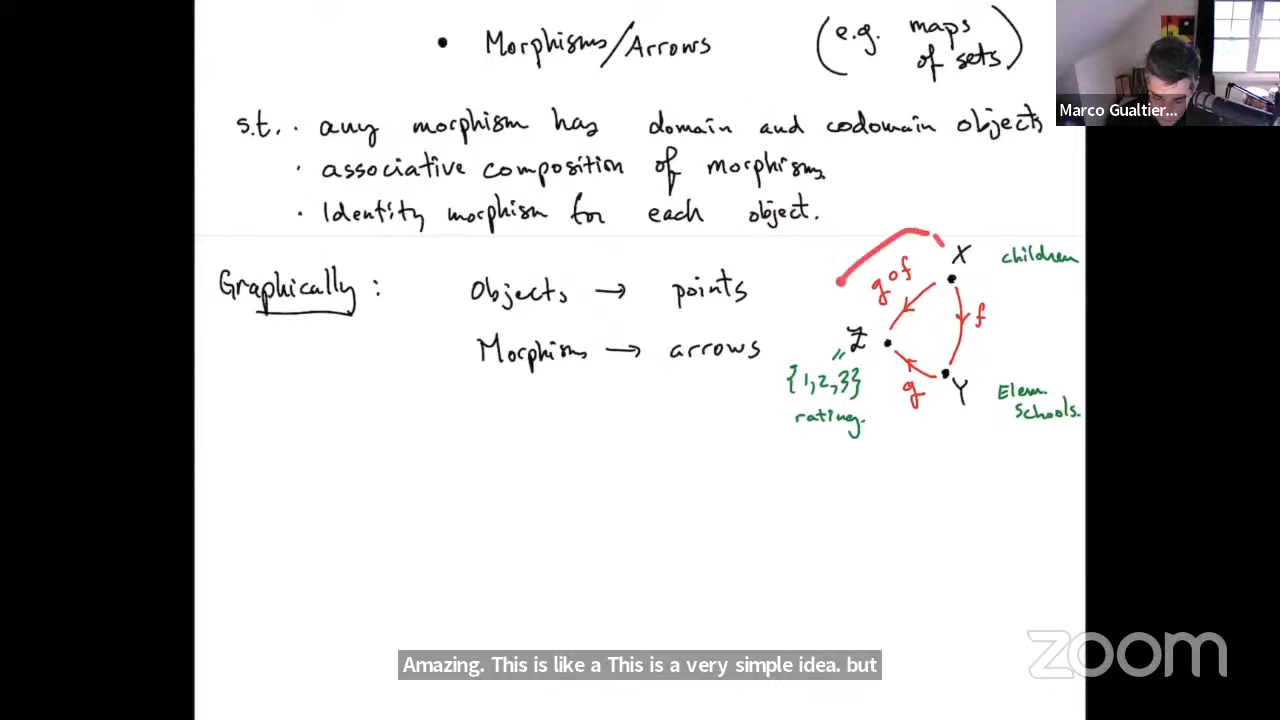 • Morphisms/Arrows (e.g. maps
of sets)
Marco Gualtier...
s.t. · any morphism has domain and codomain objects
· associative composition of morphisms.
· Identity morphism for each object.
X children
g∘f
Graphically: Objects → points
f
Z
Morphisms → arrows
"
{1,2,3} g Y Elem.
Schools.
rating.
Amazing. This is like a This is a very simple idea. but
zoom